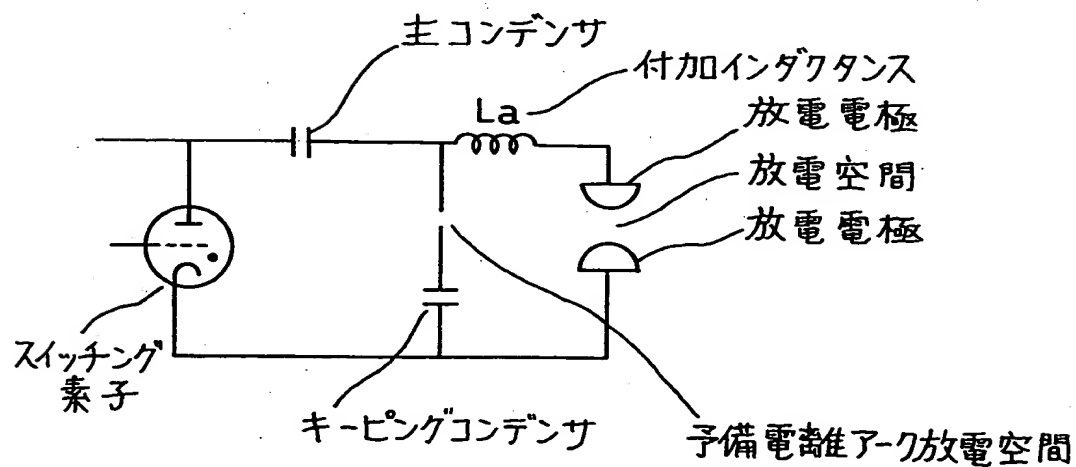 主コンデンサ
付加インダクタンス
La
放電電極
放電空間
放電電極
スイッチング
素子
キーピングコンデンサ
予備電離アーク放電空間